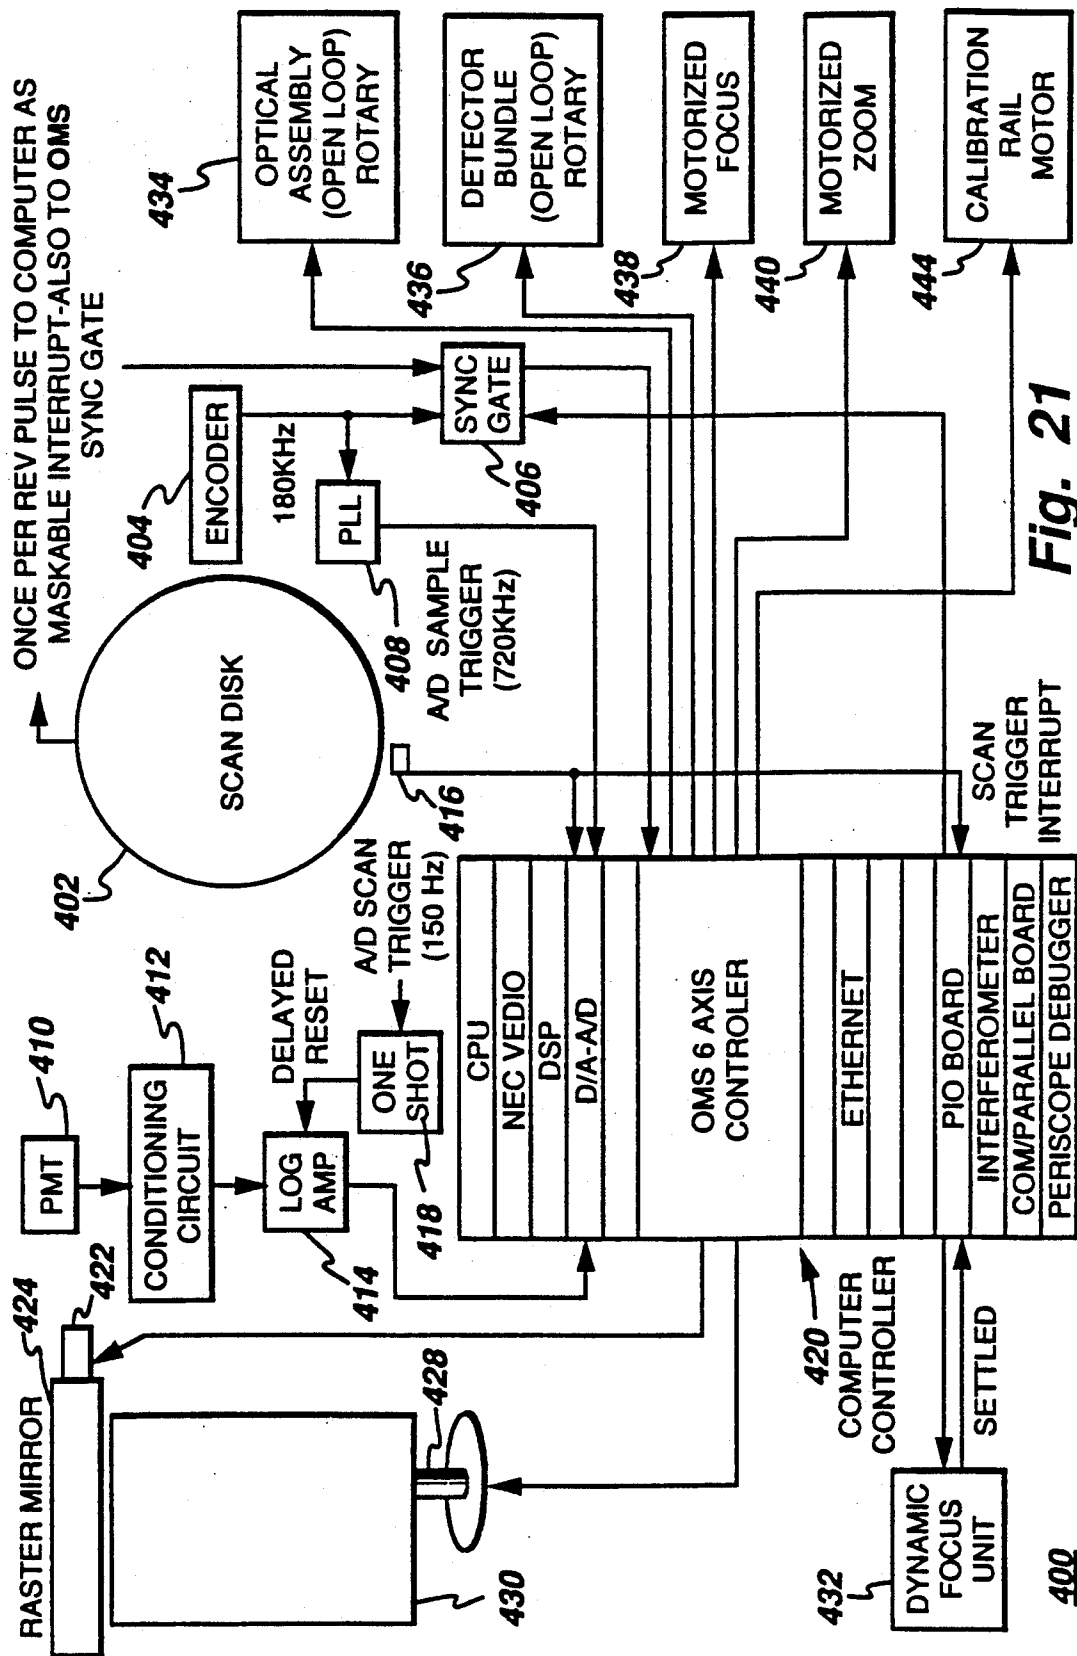 ONCE PER REV PULSE TO COMPUTER AS
MASKABLE INTERRUPT-ALSO TO OMS
SYNC GATE
RASTER MIRROR
424
422
PMT
410
CONDITIONING
CIRCUIT
412
LOG
AMP
414
DELAYED
RESET
ONE
SHOT
418
A/D SCAN
TRIGGER
(150 Hz)
402
SCAN DISK
416
404
ENCODER
180KHz
PLL
408
A/D SAMPLE
TRIGGER
(720KHz)
SYNC
GATE
406
434
OPTICAL
ASSEMBLY
(OPEN LOOP)
ROTARY
436
DETECTOR
BUNDLE
(OPEN LOOP)
ROTARY
438
MOTORIZED
FOCUS
440
MOTORIZED
ZOOM
444
CALIBRATION
RAIL
MOTOR
428
430
CPU
NEC VEDIO
DSP
D/A-A/D
OMS 6 AXIS
CONTROLER
ETHERNET
PIO BOARD
INTERFEROMETER
COM/PARALLEL BOARD
PERISCOPE DEBUGGER
420
COMPUTER
CONTROLLER
SETTLED
432
DYNAMIC
FOCUS
UNIT
SCAN
TRIGGER
INTERRUPT
400
Fig. 21